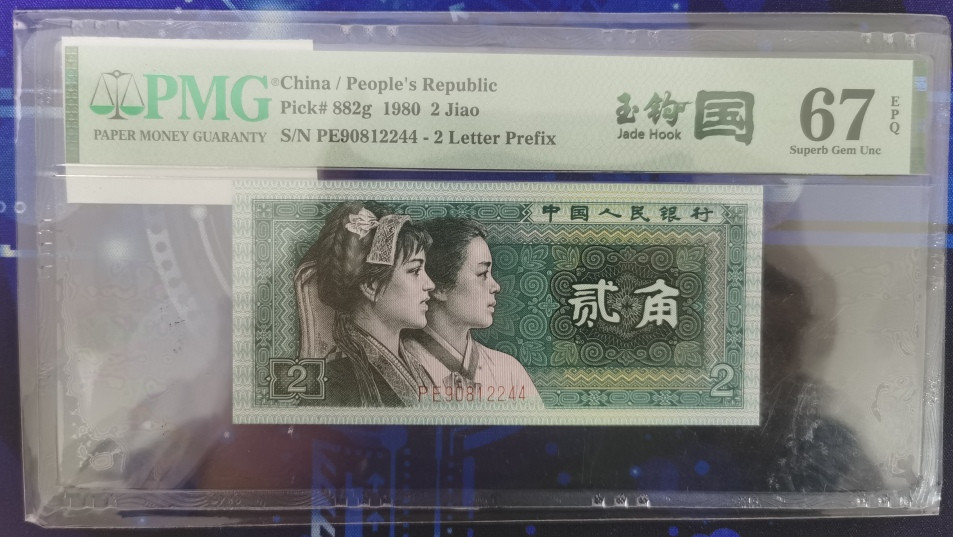 PMG®
PAPER MONEY GUARANTY
China / People's Republic
Pick# 882g 1980 2 Jiao
S/N PE90812244 - 2 Letter Prefix
玉钩国
Jade Hook
67 EPQ
Superb Gem Unc
中国人民银行
贰角
2
2
PE90812244